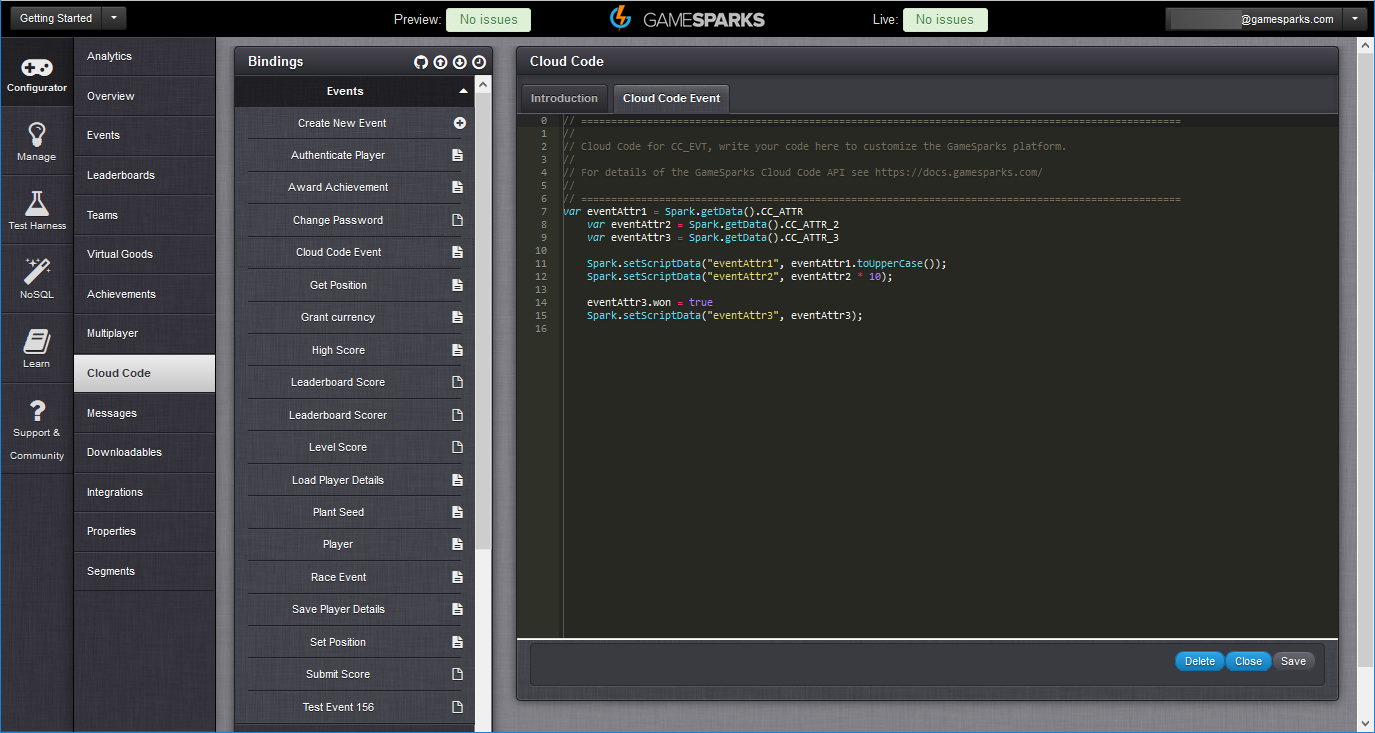 Getting Started
Preview: No issues
GAMESPARKS
Live: No issues
@gamesparks.com
Configurator
Manage
Test Harness
NoSQL
Learn
Support &
Community
Analytics
Overview
Events
Leaderboards
Teams
Virtual Goods
Achievements
Multiplayer
Cloud Code
Messages
Downloadables
Integrations
Properties
Segments
Bindings
Events
Create New Event
Authenticate Player
Award Achievement
Change Password
Cloud Code Event
Get Position
Grant currency
High Score
Leaderboard Score
Leaderboard Scorer
Level Score
Load Player Details
Plant Seed
Player
Race Event
Save Player Details
Set Position
Submit Score
Test Event 156
Cloud Code
Introduction
Cloud Code Event
0 // ====================================================================================================
1 //
2 // Cloud Code for CC_EVT, write your code here to customize the GameSparks platform.
3 //
4 // For details of the GameSparks Cloud Code API see https://docs.gamesparks.com/
5 //
6 // ====================================================================================================
7 var eventAttr1 = Spark.getData().CC_ATTR
8 var eventAttr2 = Spark.getData().CC_ATTR_2
9 var eventAttr3 = Spark.getData().CC_ATTR_3
10
11 Spark.setScriptData("eventAttr1", eventAttr1.toUpperCase());
12 Spark.setScriptData("eventAttr2", eventAttr2 * 10);
13
14 eventAttr3.won = true
15 Spark.setScriptData("eventAttr3", eventAttr3);
16
Delete
Close
Save